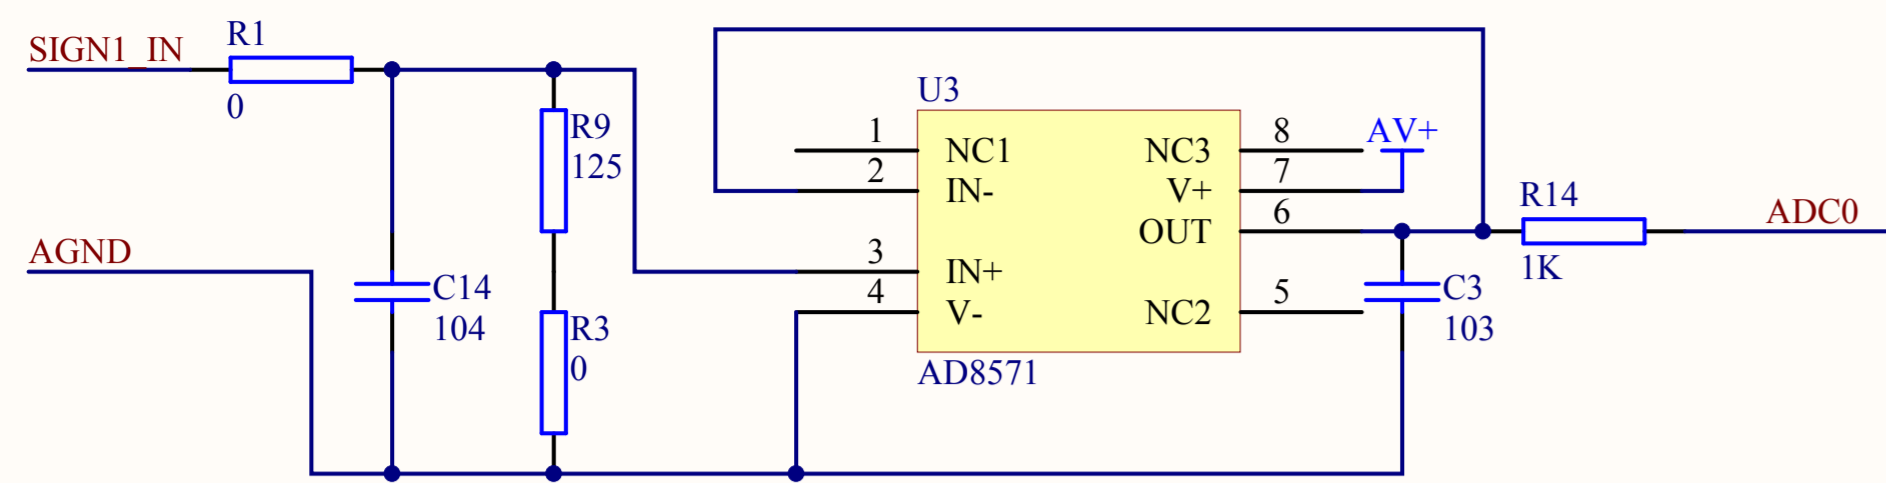 SIGN1_IN
R1
0
AGND
C14
104
R9
125
R3
0
U3
1
NC1
2
IN-
3
IN+
4
V-
NC3
8
V+
7
OUT
6
NC2
5
AD8571
AV+
C3
103
R14
1K
ADC0